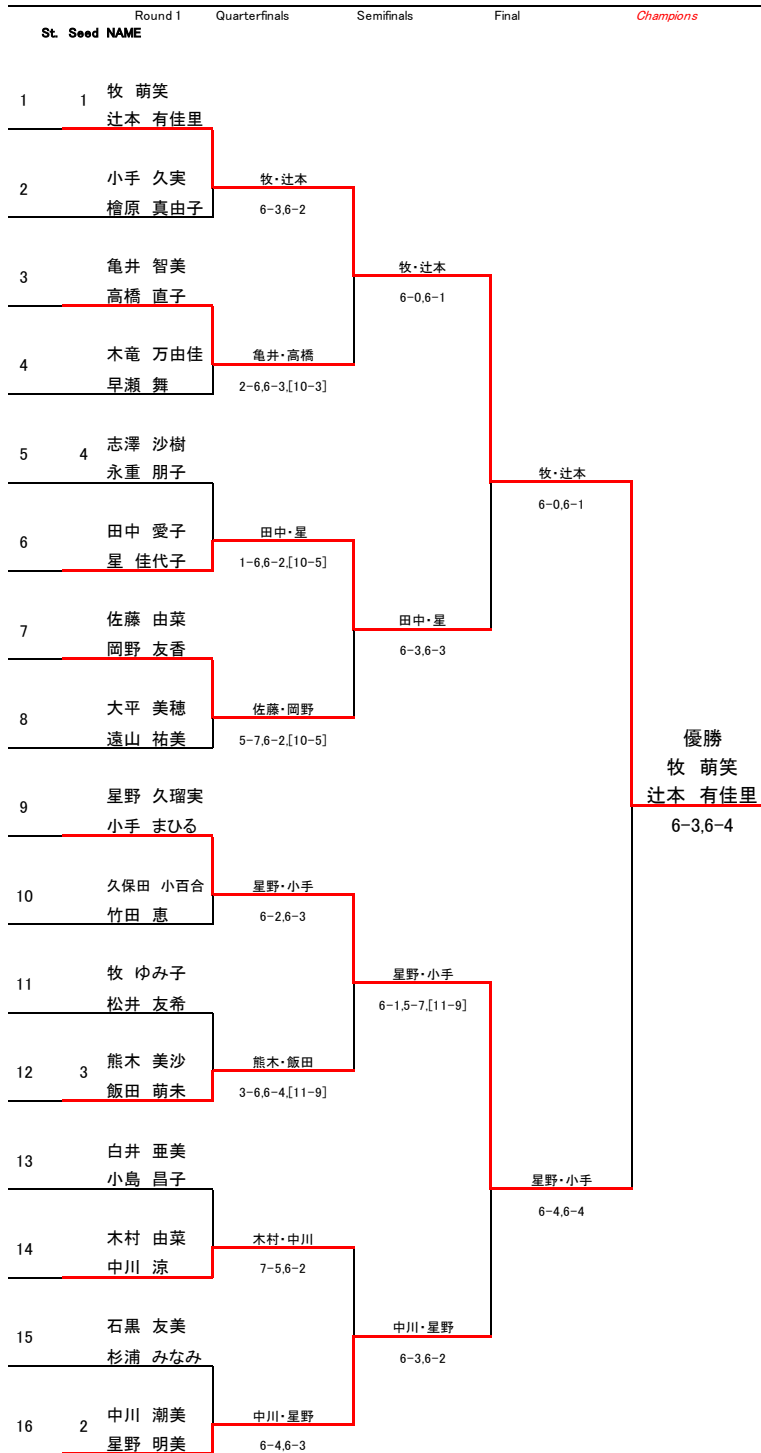 Round 1 Quarterfinals Semifinals Final Champions
St. Seed NAME
牧 萌笑
1 1
辻本 有佳里
小手 久実 牧・辻本
2
檜原 真由子 6-3,6-2
亀井 智美 牧・辻本
3
高橋 直子 6-0,6-1
木竜 万由佳 亀井・高橋
4
早瀬 舞 2-6,6-3,[10-3]
志澤 沙樹
5 4
永重 朋子 牧・辻本
6-0,6-1
田中 愛子 田中・星
6
星 佳代子 1-6,6-2,[10-5]
佐藤 由菜 田中・星
7
岡野 友香 6-3,6-3
大平 美穂 佐藤・岡野
8
遠山 祐美 5-7,6-2,[10-5]
優勝
牧 萌笑
辻本 有佳里
6-3,6-4
星野 久瑠実
9
小手 まひる
久保田 小百合 星野・小手
10
竹田 恵 6-2,6-3
牧 ゆみ子 星野・小手
11
松井 友希 6-1,5-7,[11-9]
熊木 美沙 熊木・飯田
12 3
飯田 萌未 3-6,6-4,[11-9]
白井 亜美
13
小島 昌子 星野・小手
6-4,6-4
木村 由菜 木村・中川
14
中川 涼 7-5,6-2
石黒 友美 中川・星野
15
杉浦 みなみ 6-3,6-2
中川 潮美 中川・星野
16 2
星野 明美 6-4,6-3